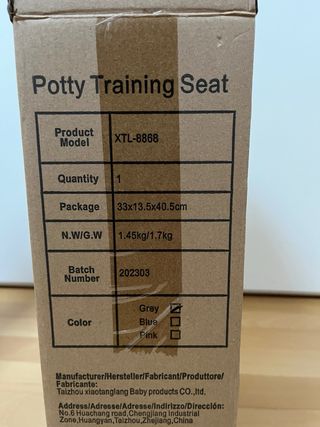 Potty Training Seat
Product Model XTL-8868
Quantity 1
Package 33x13.5x40.5cm
N.W/G.W 1.45kg/1.7kg
Batch Number 202303
Color Gray ☑
Blue ☐
Pink ☐
Manufacturer/Hersteller/Fabricant/Produttore/
Fabricante:
Taizhou xiaotanglang Baby products CO.,ltd.
Address/Adresse/Adresse/Indirizzo/Dirección:
No.6 Huachang road,Chengjiang Industrial
Zone,Huangyan,Taizhou,Zhejiang,China